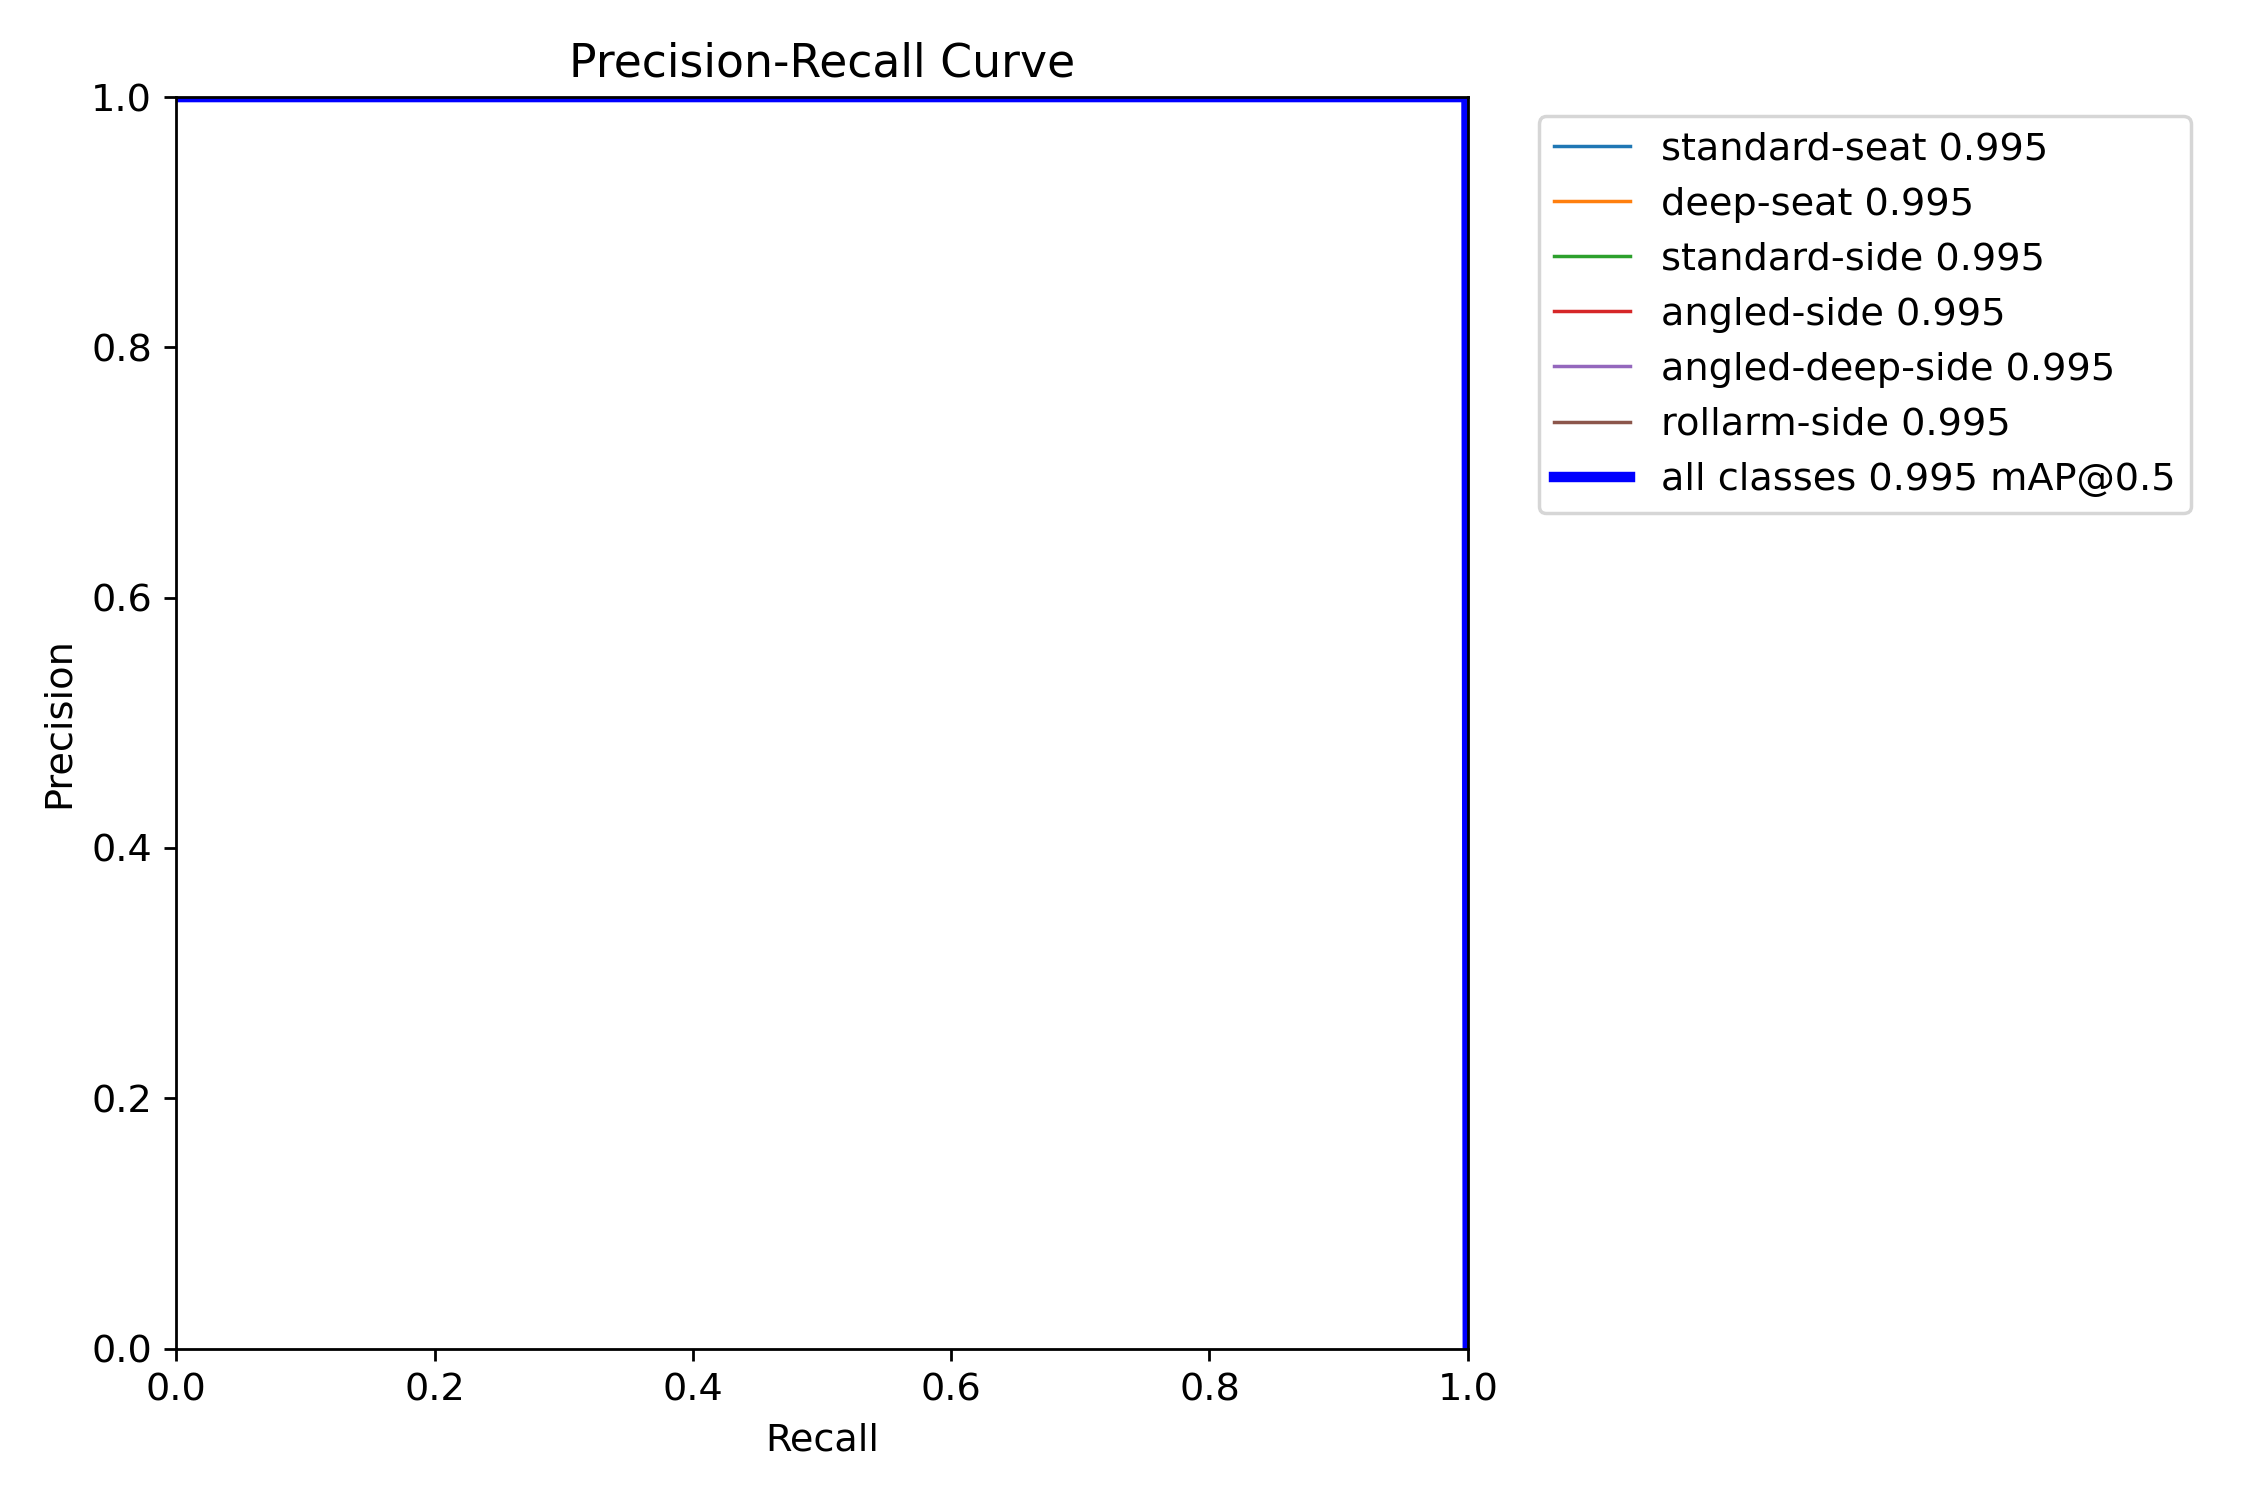 Precision-Recall Curve
1.0
0.8
0.6
0.4
0.2
0.0
Precision
0.0 0.2 0.4 0.6 0.8 1.0
Recall
standard-seat 0.995
deep-seat 0.995
standard-side 0.995
angled-side 0.995
angled-deep-side 0.995
rollarm-side 0.995
all classes 0.995 mAP@0.5